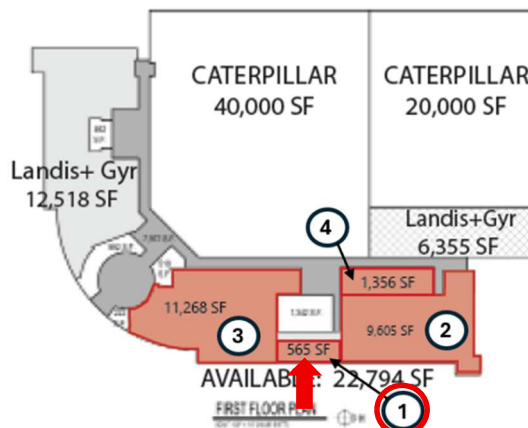 CATERPILLAR
40,000 SF
CATERPILLAR
20,000 SF
Landis+ Gyr
12,518 SF
4
Landis+Gyr
6,355 SF
1,356 SF
11,268 SF
3
9,605 SF
2
565 SF
AVAILABLE: 22,794 SF
1
FIRST FLOOR PLAN